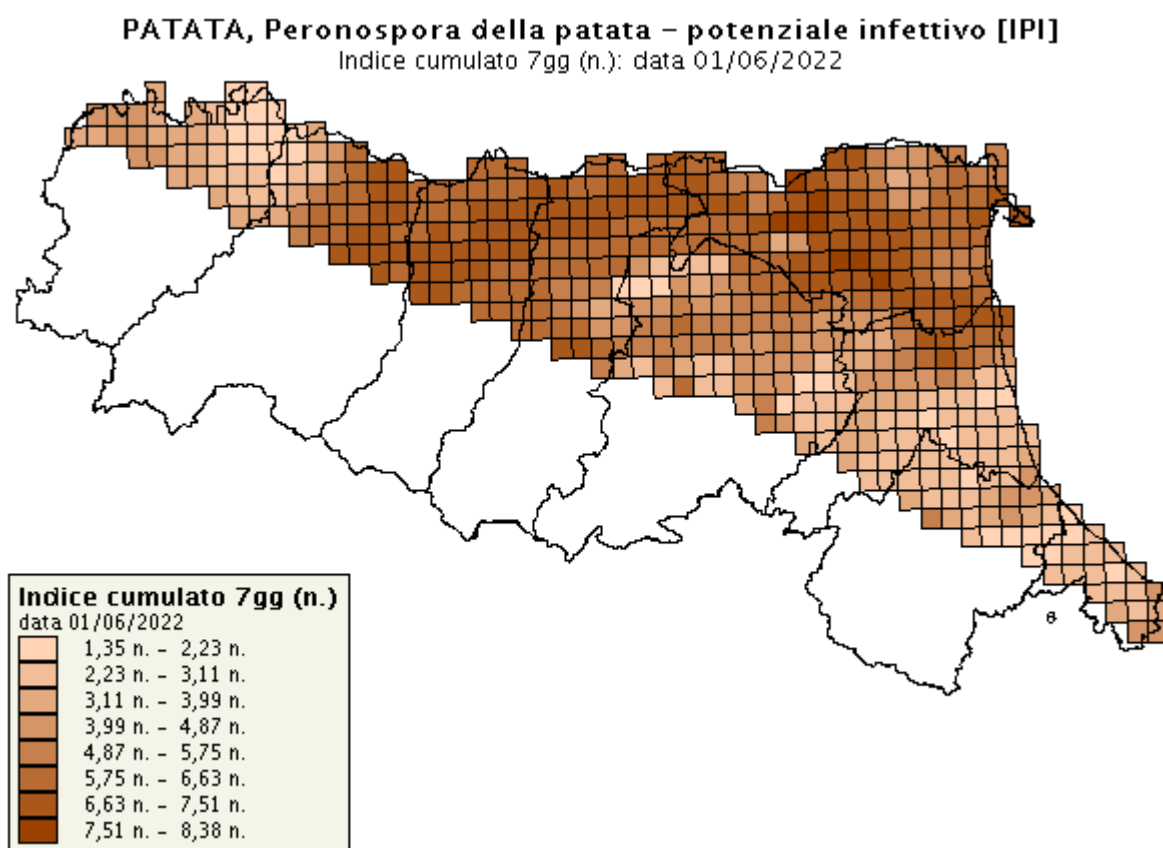 PATATA, Peronospora della patata – potenziale infettivo [IPI]
Indice cumulato 7gg (n.): data 01/06/2022
Indice cumulato 7gg (n.)
data 01/06/2022
1,35 n. – 2,23 n.
2,23 n. – 3,11 n.
3,11 n. – 3,99 n.
3,99 n. – 4,87 n.
4,87 n. – 5,75 n.
5,75 n. – 6,63 n.
6,63 n. – 7,51 n.
7,51 n. – 8,38 n.